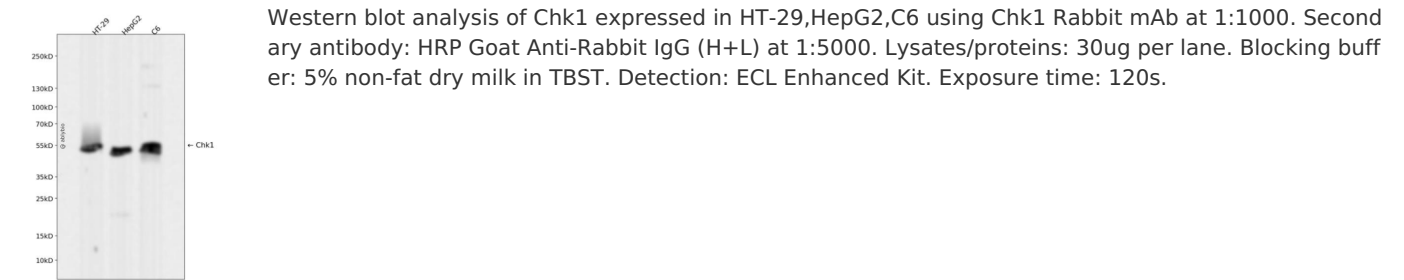 HT-29
HepG2
C6
Western blot analysis of Chk1 expressed in HT-29,HepG2,C6 using Chk1 Rabbit mAb at 1:1000. Second
ary antibody: HRP Goat Anti-Rabbit IgG (H+L) at 1:5000. Lysates/proteins: 30ug per lane. Blocking buff
er: 5% non-fat dry milk in TBST. Detection: ECL Enhanced Kit. Exposure time: 120s.
250kD
130kD
100kD
70kD
55kD
← Chk1
35kD
25kD
15kD
10kD